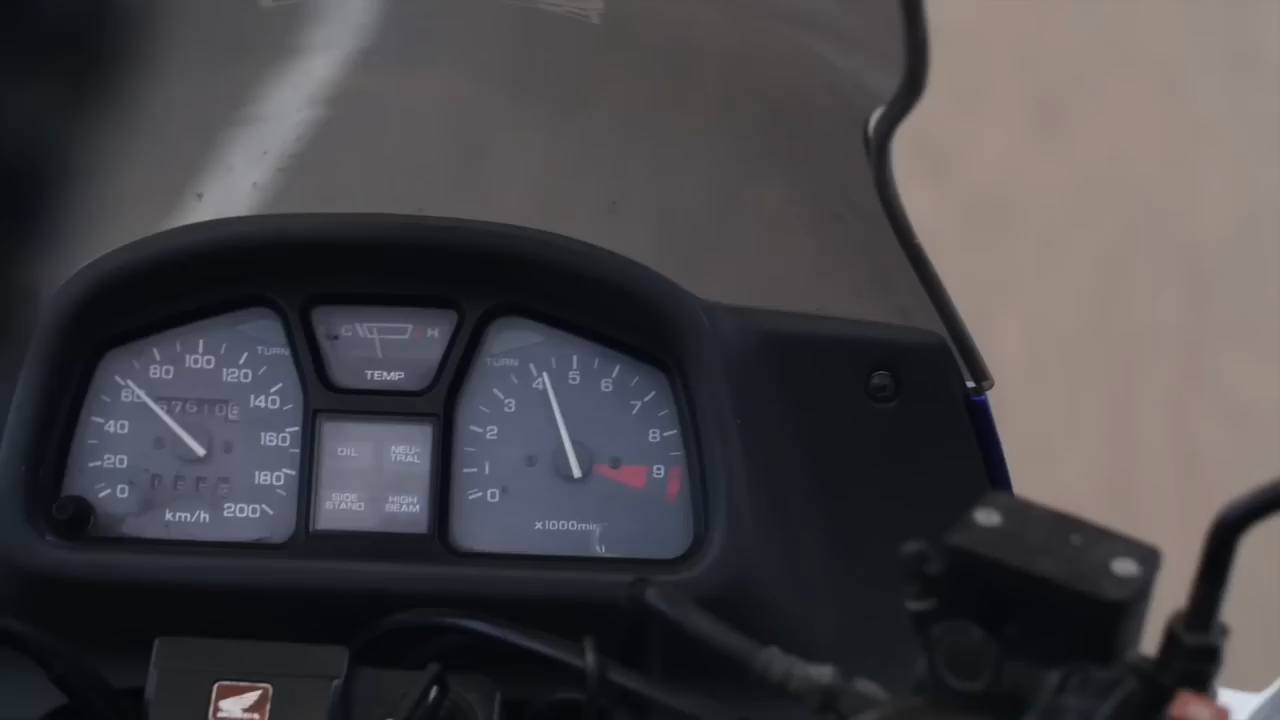 0
20
40
60
80
100
120
140
160
180
200
TURN
km/h
C
H
TEMP
OIL
NEU-
TRAL
SIDE
STAND
HIGH
BEAM
TURN
0
1
2
3
4
5
6
7
8
9
x1000min
HONDA